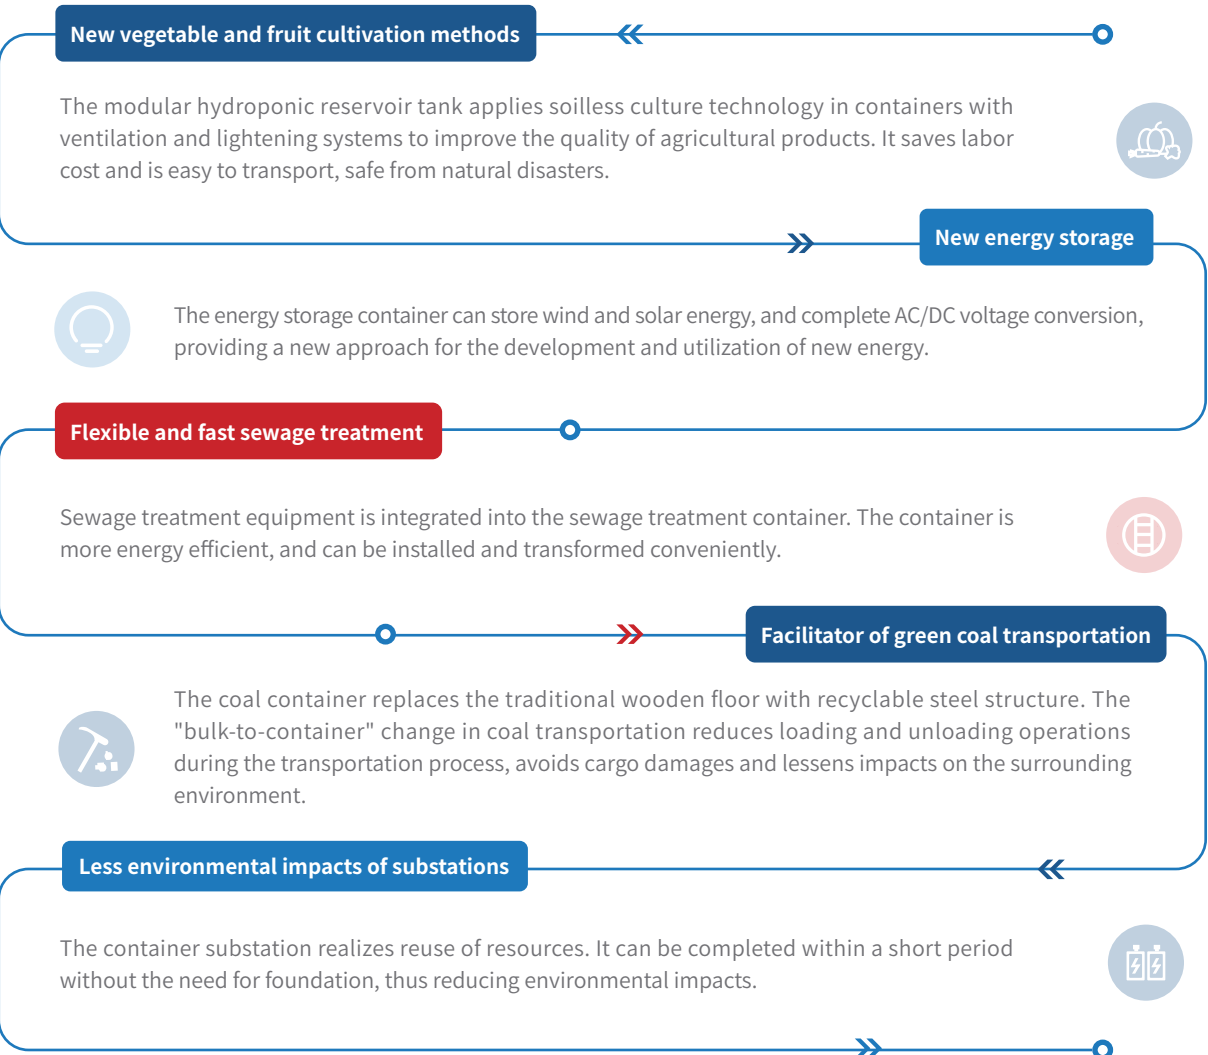 New vegetable and fruit cultivation methods
The modular hydroponic reservoir tank applies soilless culture technology in containers with
ventilation and lightening systems to improve the quality of agricultural products. It saves labor
cost and is easy to transport, safe from natural disasters.
New energy storage
The energy storage container can store wind and solar energy, and complete AC/DC voltage conversion,
providing a new approach for the development and utilization of new energy.
Flexible and fast sewage treatment
Sewage treatment equipment is integrated into the sewage treatment container. The container is
more energy efficient, and can be installed and transformed conveniently.
Facilitator of green coal transportation
The coal container replaces the traditional wooden floor with recyclable steel structure. The
"bulk-to-container" change in coal transportation reduces loading and unloading operations
during the transportation process, avoids cargo damages and lessens impacts on the surrounding
environment.
Less environmental impacts of substations
The container substation realizes reuse of resources. It can be completed within a short period
without the need for foundation, thus reducing environmental impacts.